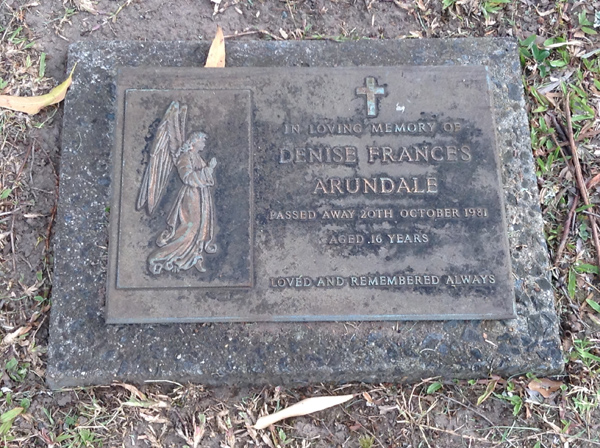 IN LOVING MEMORY OF
DENISE FRANCES
ARUNDALE
PASSED AWAY 20TH OCTOBER 1981
AGED 16 YEARS
LOVED AND REMEMBERED ALWAYS